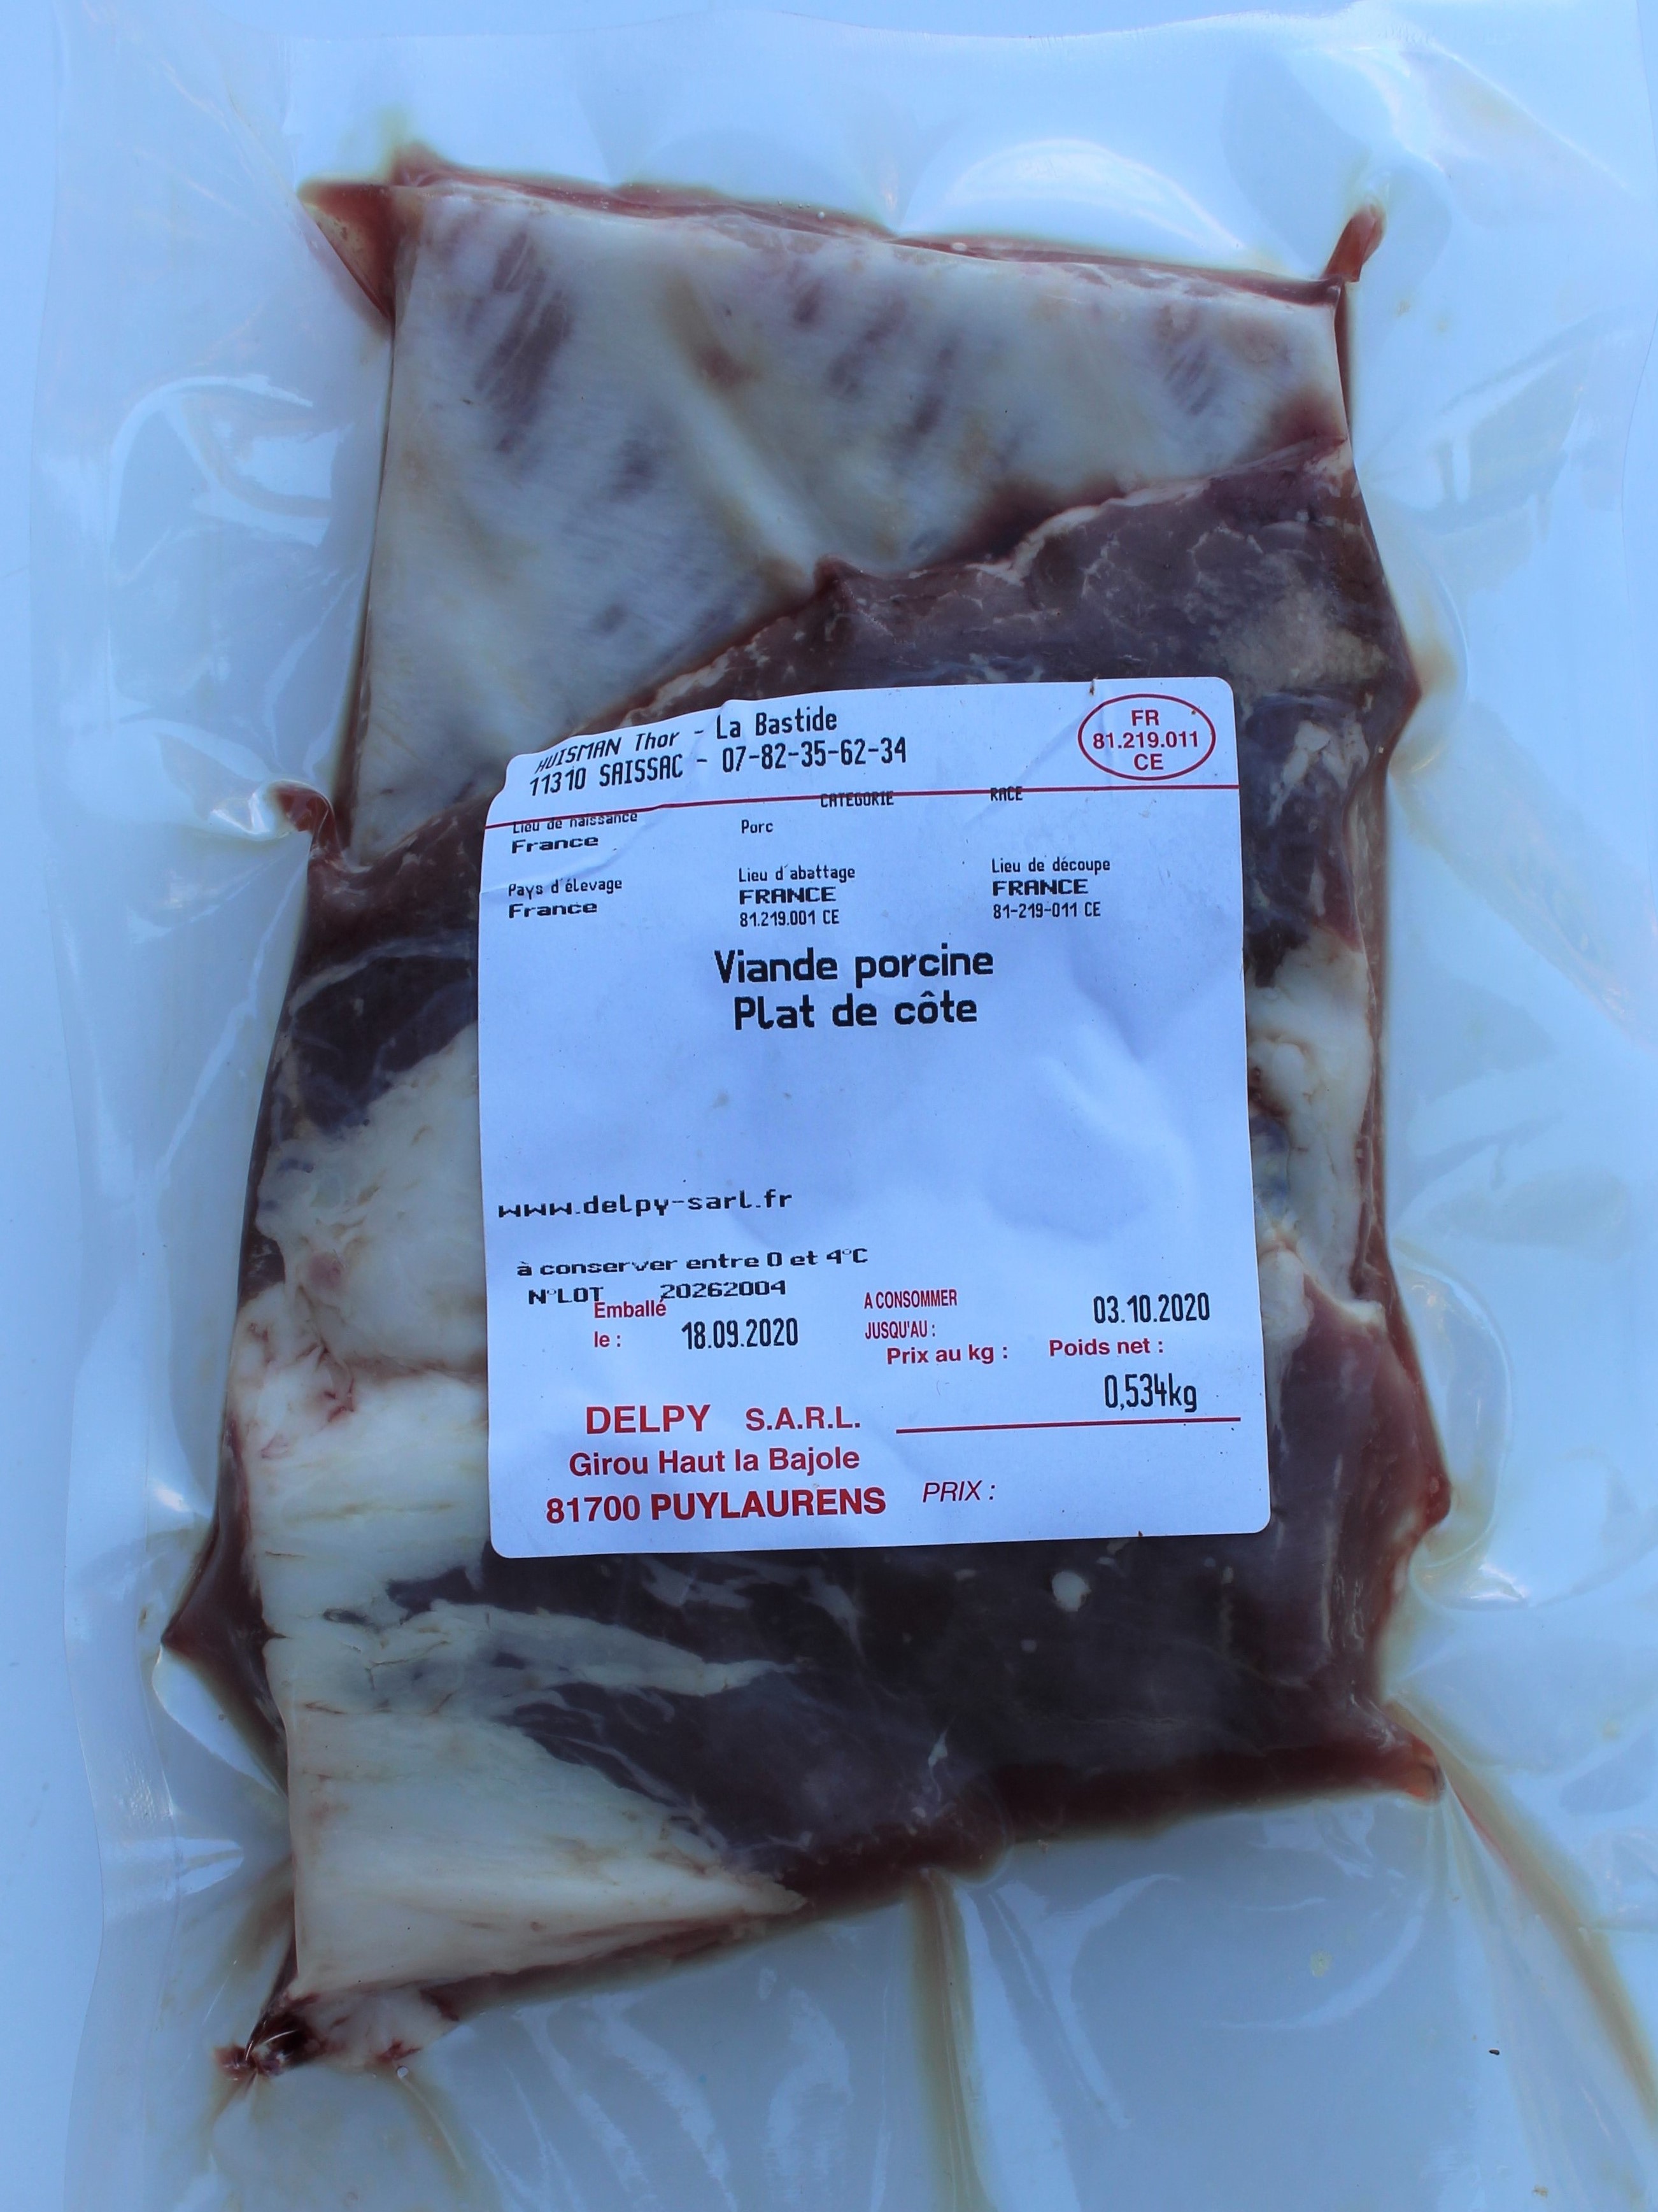 HUISMAN Thor - La Bastide
11310 SAISSAC - 07-82-35-62-34
FR
81.219.011
CE
CATEGORIE RACE
Lieu de naissance Porc
France
Pays d'élevage Lieu d'abattage Lieu de découpe
France FRANCE FRANCE
81.219.001 CE 81-219-011 CE
Viande porcine
Plat de côte
www.delpy-sarl.fr
à conserver entre 0 et 4°C
N°LOT 20262004
Emballé A CONSOMMER
le : 18.09.2020 JUSQU'AU : 03.10.2020
Prix au kg : Poids net :
0,534kg
DELPY S.A.R.L.
Girou Haut la Bajole
81700 PUYLAURENS PRIX :